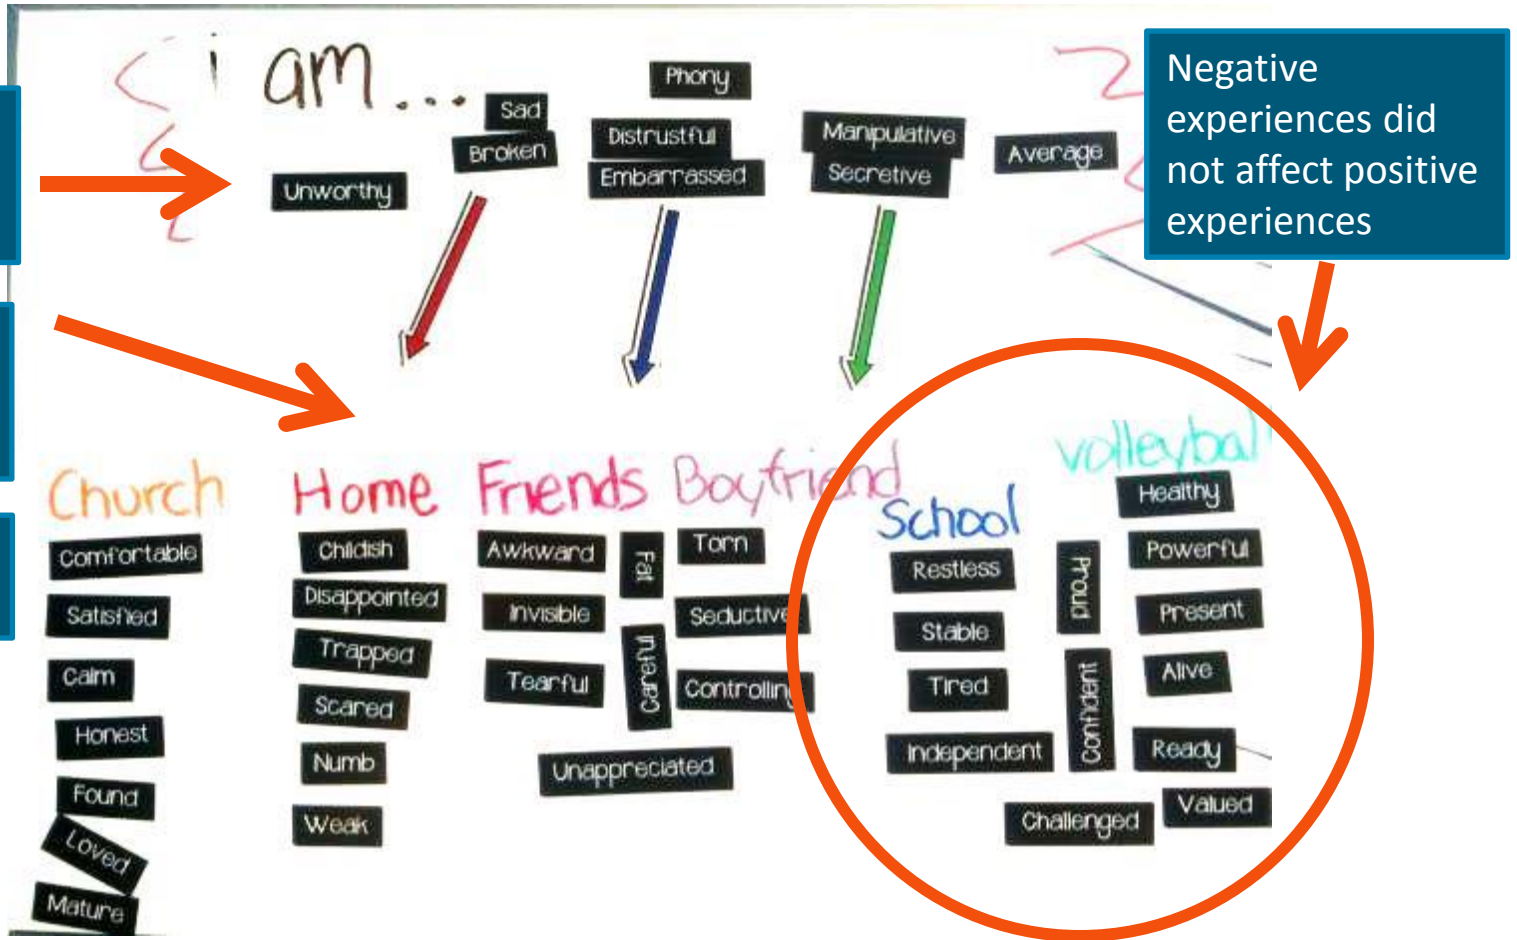 i am...
Phony
Sad
Broken
Distrustful
Embarrassed
Manipulative
Secretive
Average
Unworthy
Negative
experiences did
not affect positive
experiences
Church
Comfortable
Satisfied
Calm
Honest
Found
Loved
Mature
Home
Childish
Disappointed
Trapped
Scared
Numb
Weak
Friends
Awkward
Invisible
Tearful
Fat
Careful
Unappreciated
Boyfriend
Torn
Seductive
Controlling
School
Restless
Stable
Tired
Independent
Proud
Confident
Challenged
volleyball
Healthy
Powerful
Present
Alive
Ready
Valued